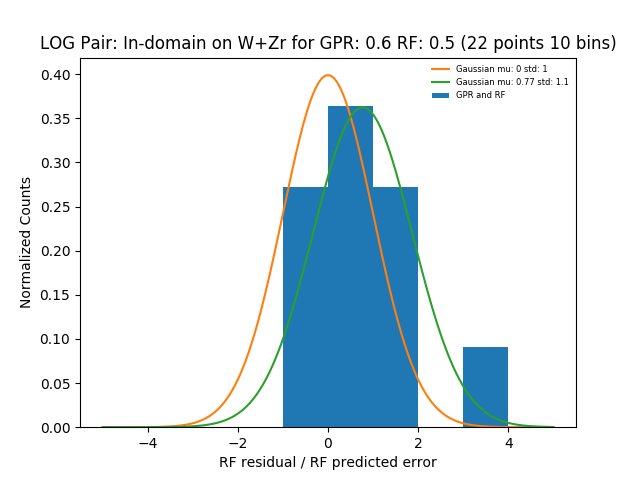 LOG Pair: In-domain on W+Zr for GPR: 0.6 RF: 0.5 (22 points 10 bins)
Gaussian mu: 0 std: 1
Gaussian mu: 0.77 std: 1.1
GPR and RF
Normalized Counts
0.40
0.35
0.30
0.25
0.20
0.15
0.10
0.05
0.00
−4 −2 0 2 4
RF residual / RF predicted error